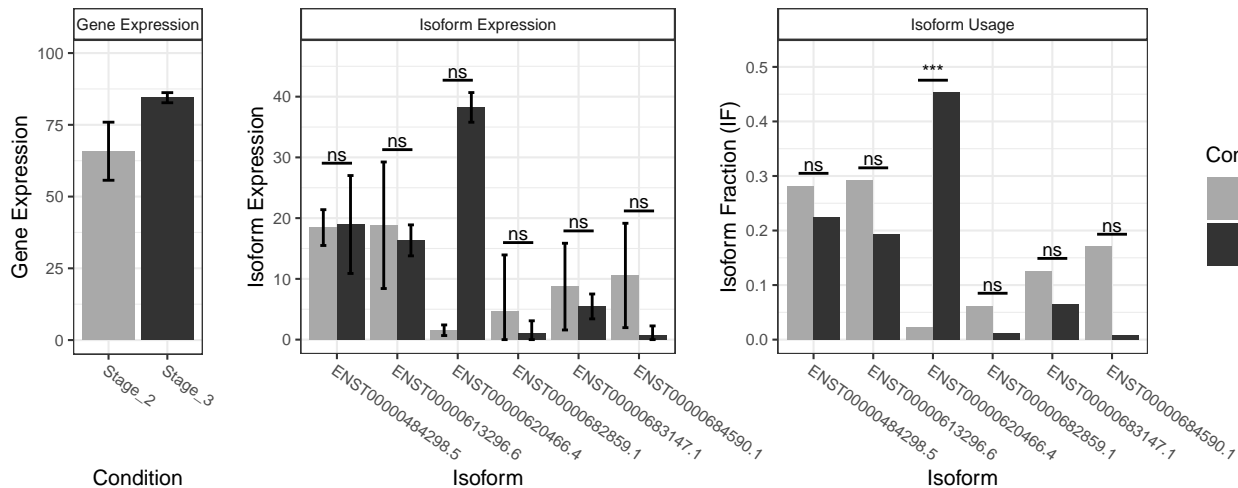 Gene Expression
Isoform Expression
Isoform Usage
Gene Expression
100
75
50
25
0
Stage_2
Stage_3
Condition
Isoform Expression
40
30
20
10
0
ns
ns
ns
ns
ns
ns
ENST00000484298.5
ENST00000613296.6
ENST00000620466.4
ENST00000682859.1
ENST00000683147.1
ENST00000684590.1
Isoform
Isoform Fraction (IF)
0.5
0.4
0.3
0.2
0.1
0.0
ns
ns
***
ns
ns
ns
ENST00000484298.5
ENST00000613296.6
ENST00000620466.4
ENST00000682859.1
ENST00000683147.1
ENST00000684590.1
Isoform